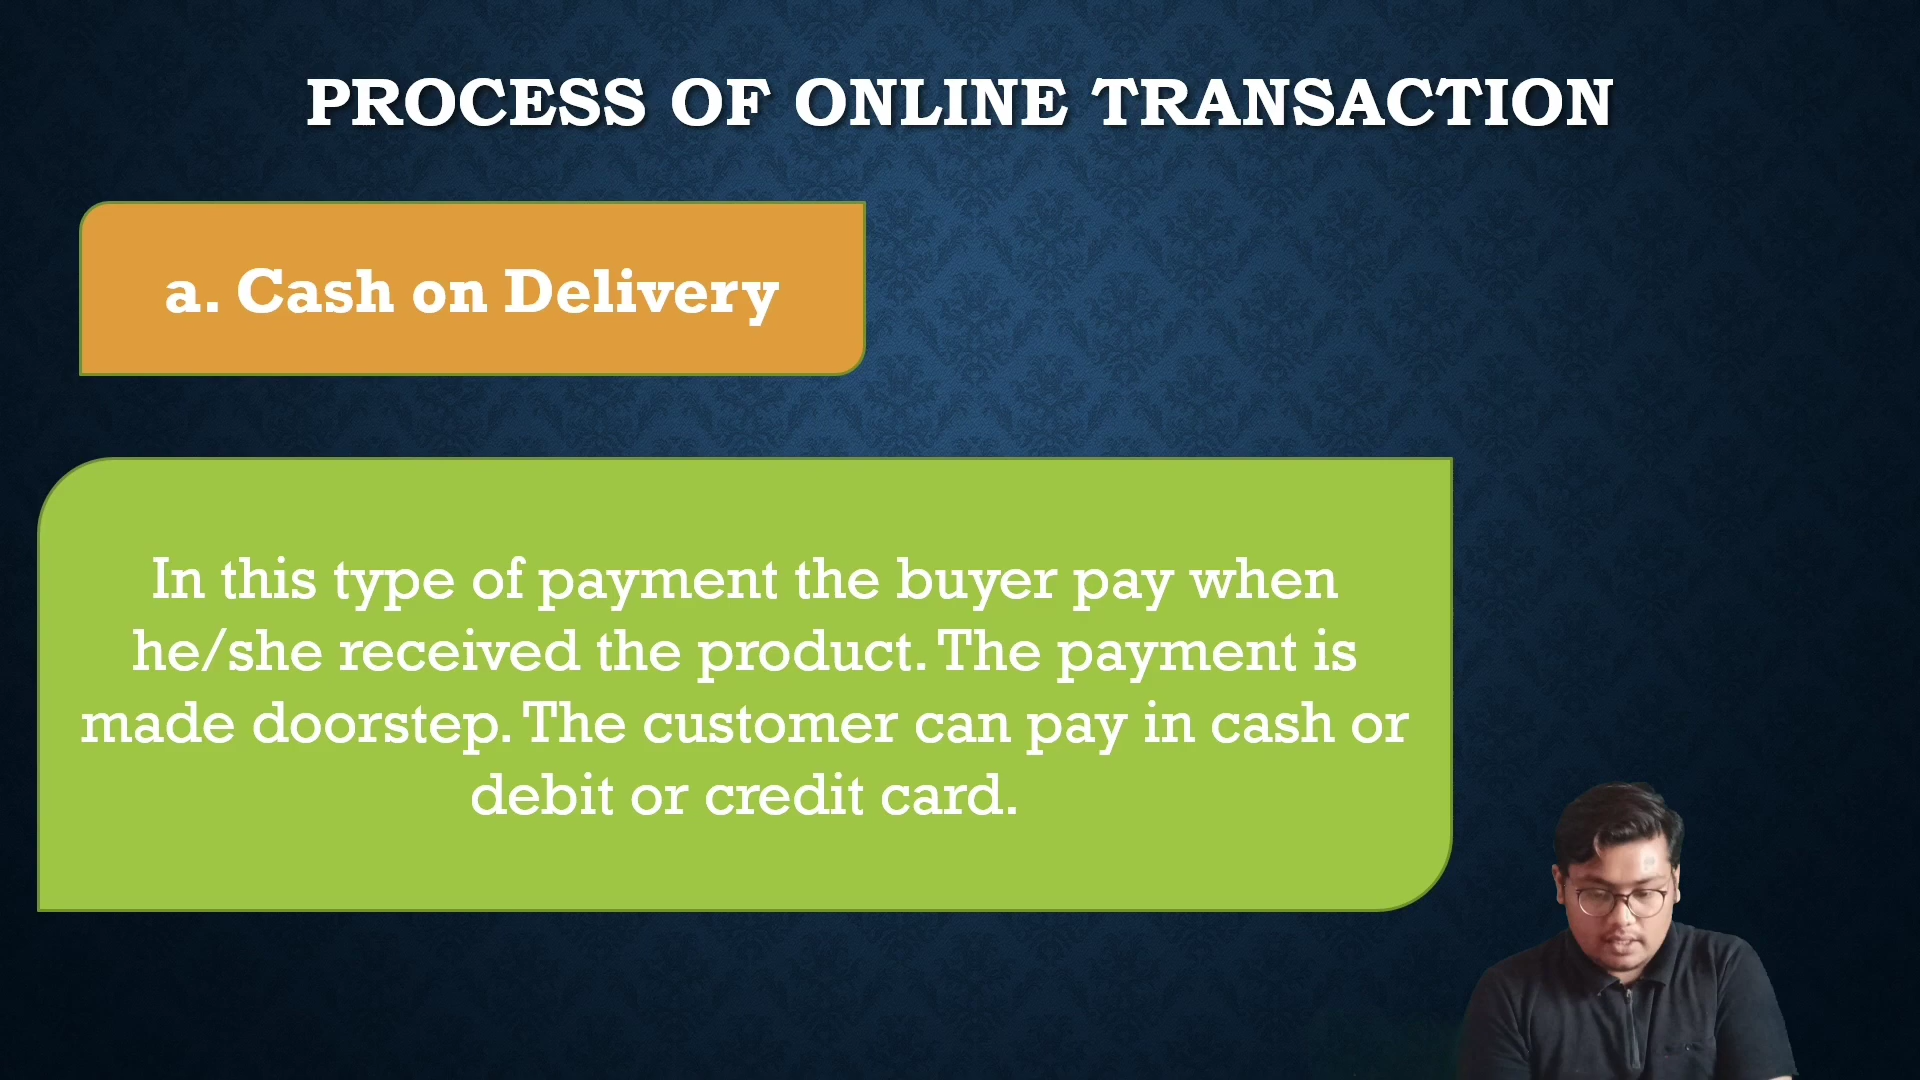 PROCESS OF ONLINE TRANSACTION
a. Cash on Delivery
In this type of payment the buyer pay when
he/she received the product. The payment is
made doorstep. The customer can pay in cash or
debit or credit card.